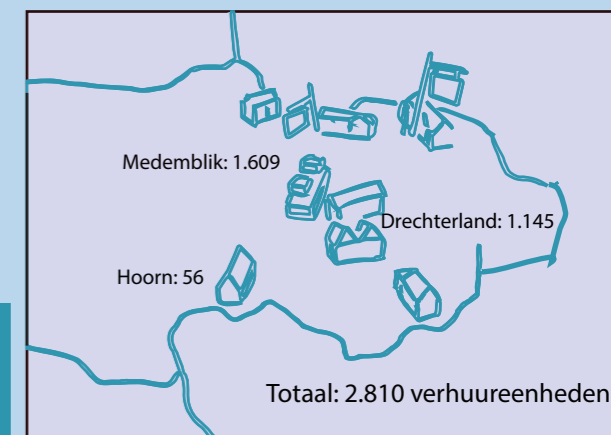 Medemblik: 1.609
Drechterland: 1.145
Hoorn: 56
Totaal: 2.810 verhuureenheden